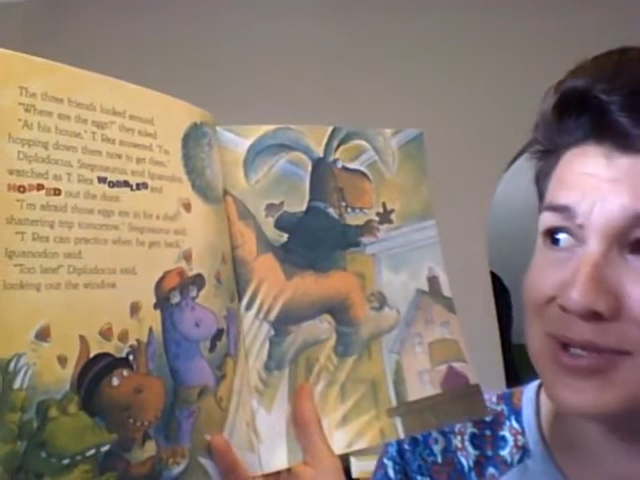 The three friends looked around.
"Where are the eggs?" they asked.
"At his house," T. Rex answered. "I'm
hopping down there now to get them."
Diplodocus, Stegosaurus, and Iguanodon
watched as T. Rex WOBBLED and
HOPPED out the door.
"I'm afraid those eggs are in for a shell-
shattering trip tomorrow," Stegosaurus said.
"T. Rex can practice when he gets back,"
Iguanodon said.
"Too late!" Diplodocus said,
looking out the window.